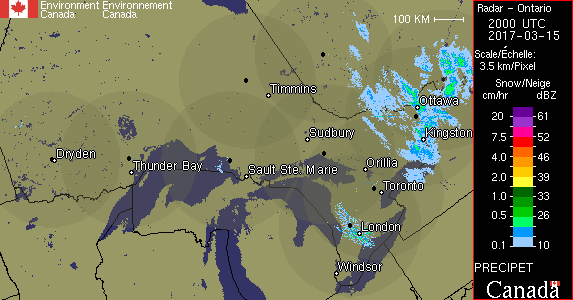 Environment Environnement
Canada Canada
100 KM
Timmins
Ottawa
Sudbury
Kingston
Dryden
Thunder Bay
Sault Ste. Marie
Orillia
Toronto
London
Windsor
Radar - Ontario
2000 UTC
2017-03-15
Scale/Échelle:
3.5 km/Pixel
Snow/Neige
cm/hr dBZ
20 61
7.5 52
4.0 46
2.0 39
1.0 33
0.5 26
0.1 10
PRECIPET
Canada